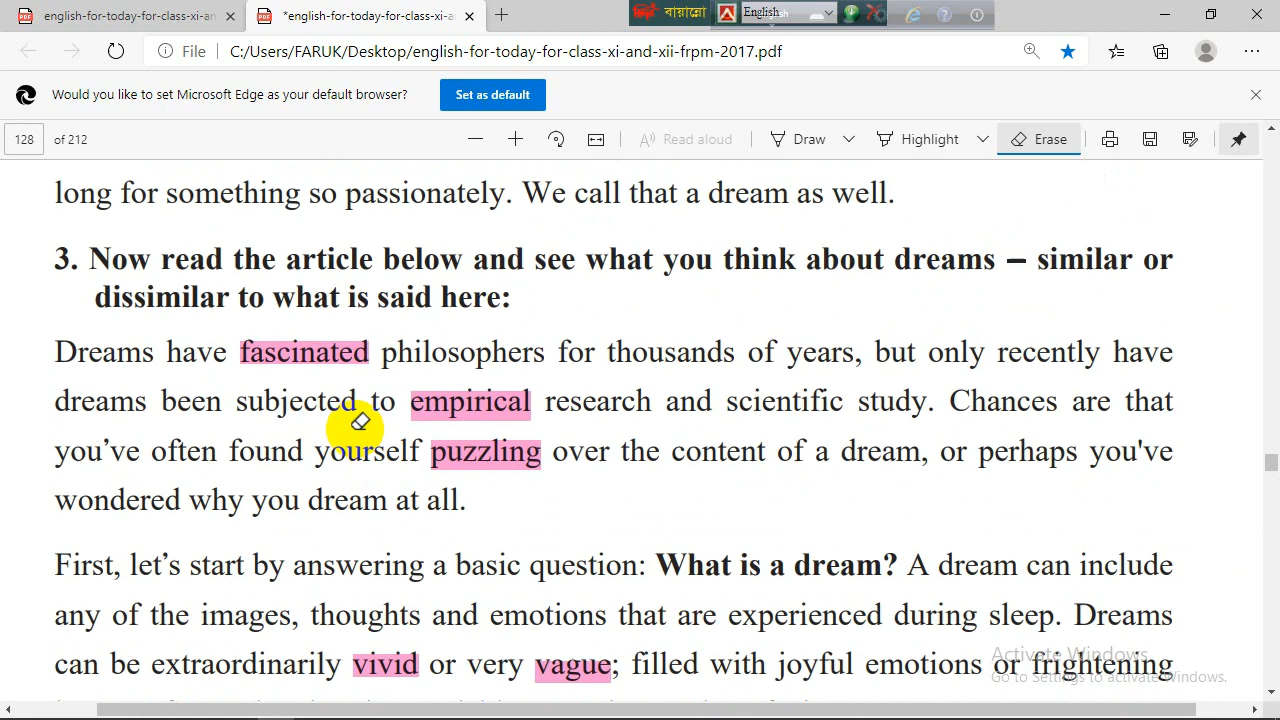 english-for-today-for-class-xi-and
*english-for-today-for-class-xi-a
বায়ান্নো
English
File C:/Users/FARUK/Desktop/english-for-today-for-class-xi-and-xii-frpm-2017.pdf
Would you like to set Microsoft Edge as your default browser? Set as default
128 of 212 Read aloud Draw Highlight Erase
long for something so passionately. We call that a dream as well.
3. Now read the article below and see what you think about dreams – similar or
dissimilar to what is said here:
Dreams have fascinated philosophers for thousands of years, but only recently have
dreams been subjected to empirical research and scientific study. Chances are that
you’ve often found yourself puzzling over the content of a dream, or perhaps you've
wondered why you dream at all.
First, let’s start by answering a basic question: What is a dream? A dream can include
any of the images, thoughts and emotions that are experienced during sleep. Dreams
can be extraordinarily vivid or very vague; filled with joyful emotions or frightening
Activate Windows
Go to Settings to activate Windows.